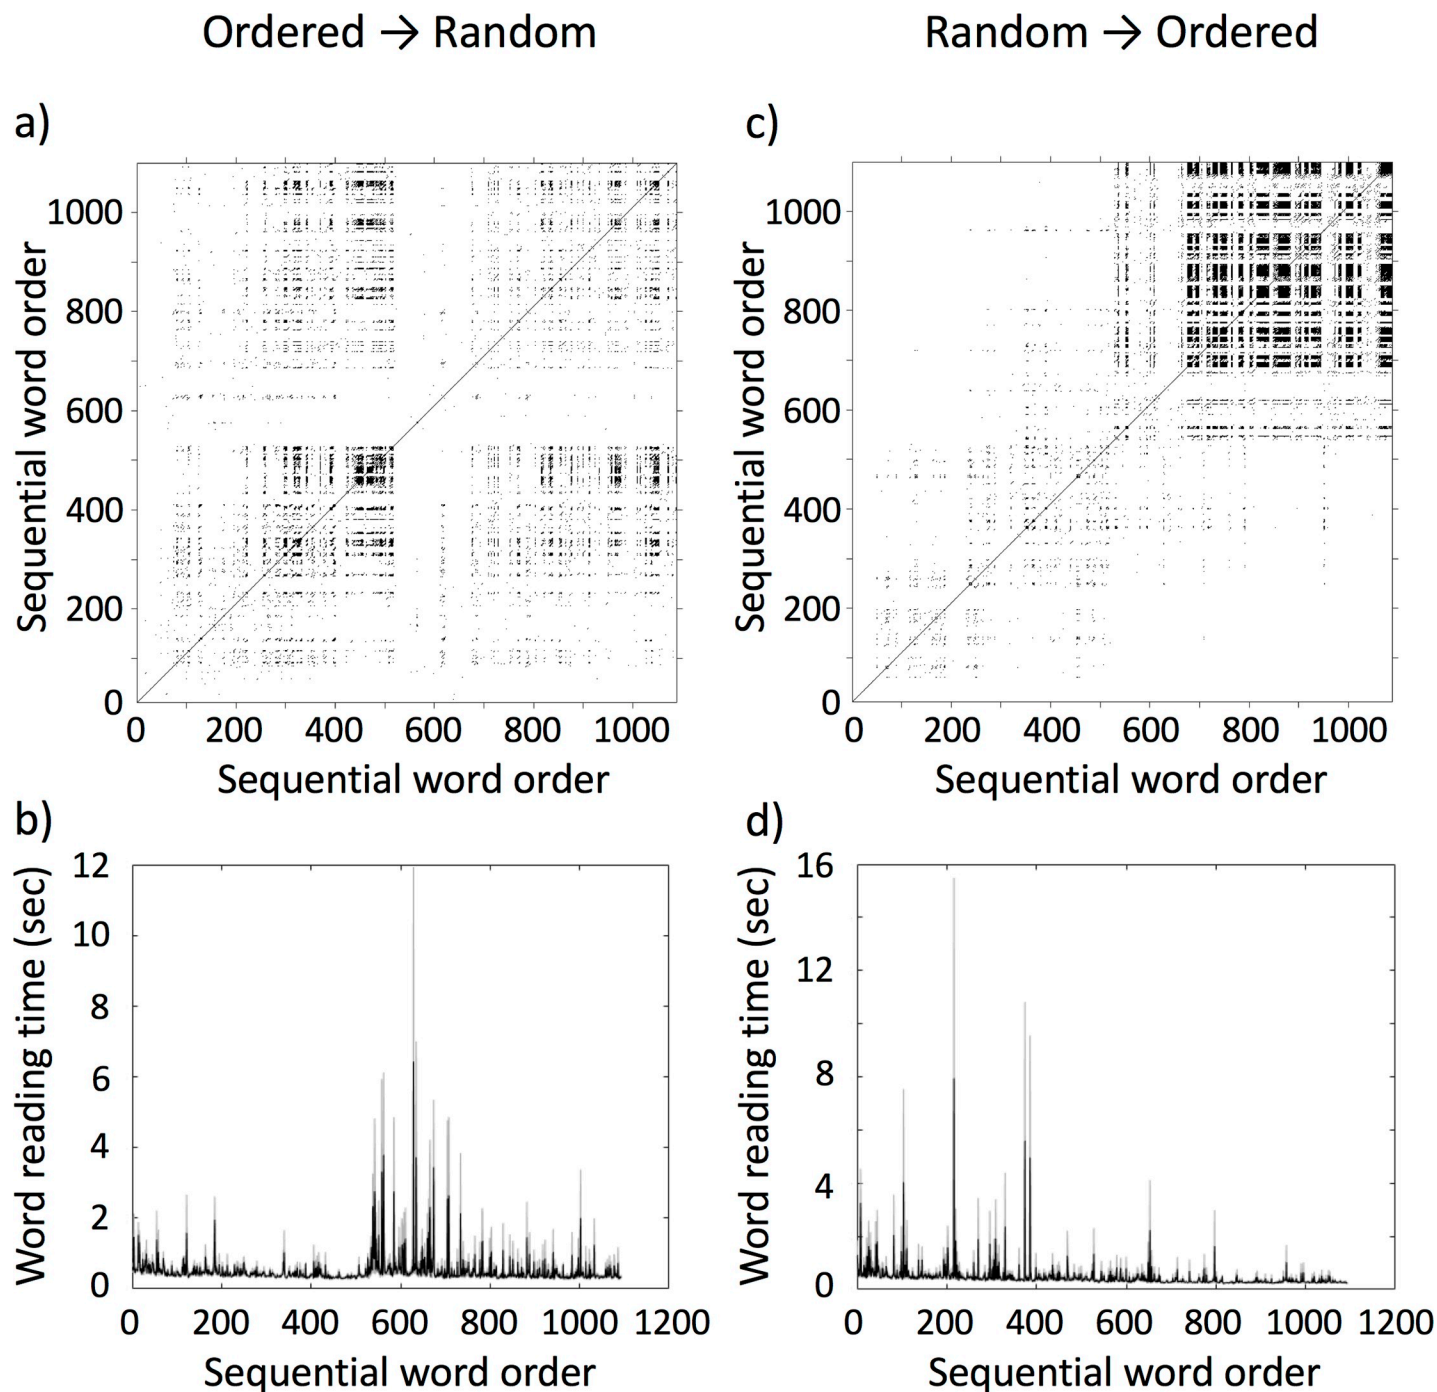 Ordered → Random
Random → Ordered
a)
Sequential word order
1000
800
600
400
200
0
0 200 400 600 800 1000
Sequential word order
c)
Sequential word order
1000
800
600
400
200
0
0 200 400 600 800 1000
Sequential word order
b)
Word reading time (sec)
12
10
8
6
4
2
0
0 200 400 600 800 1000 1200
Sequential word order
d)
Word reading time (sec)
16
12
8
4
0
0 200 400 600 800 1000 1200
Sequential word order